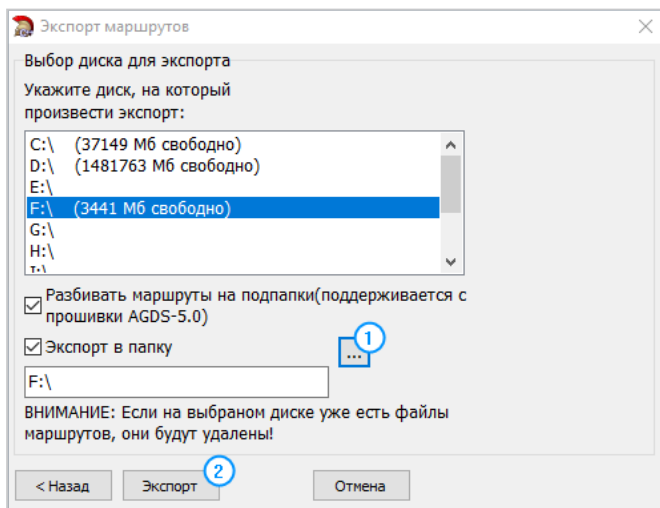 Экспорт маршрутов
Выбор диска для экспорта
Укажите диск, на который
произвести экспорт:
C:\ (37149 Мб свободно)
D:\ (1481763 Мб свободно)
E:\
F:\ (3441 Мб свободно)
G:\
H:\
I:\
Разбивать маршруты на подпапки(поддерживается с
прошивки AGDS-5.0)
1
Экспорт в папку
...
F:\
ВНИМАНИЕ: Если на выбраном диске уже есть файлы
маршрутов, они будут удалены!
2
< Назад Экспорт Отмена